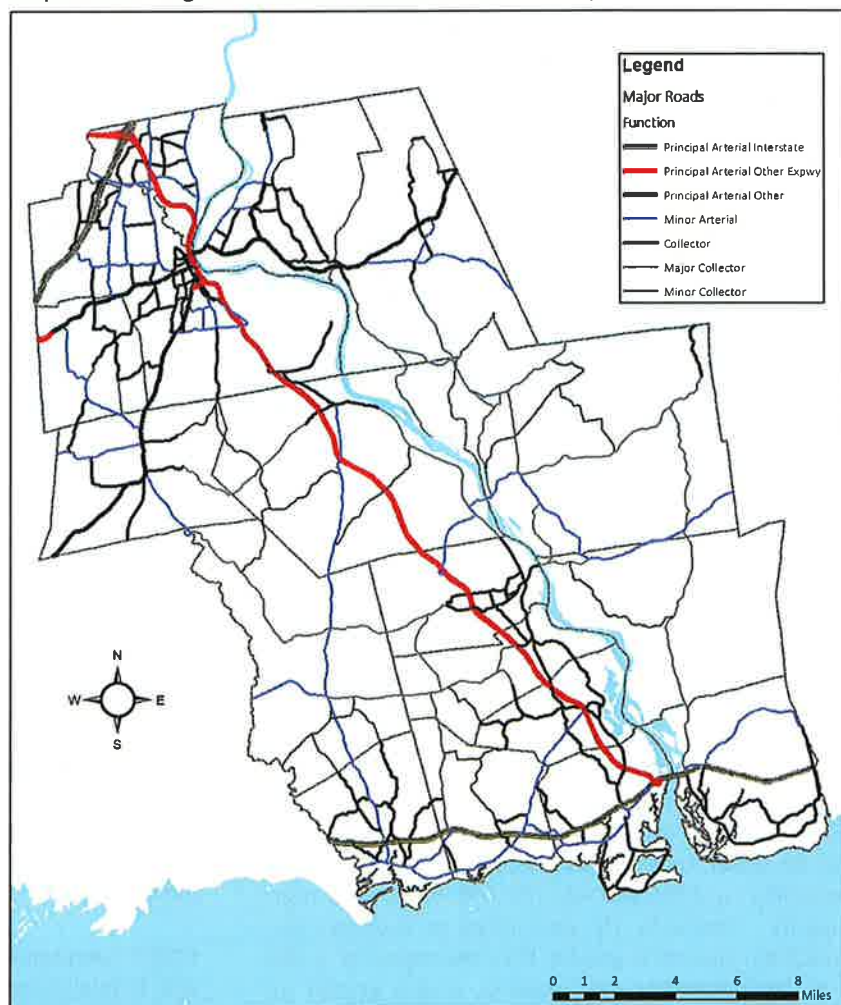 Legend
Major Roads
Function
Principal Arterial Interstate
Principal Arterial Other Expwy
Principal Arterial Other
Minor Arterial
Collector
Major Collector
Minor Collector
N
W E
S
0 1 2 4 6 8
Miles